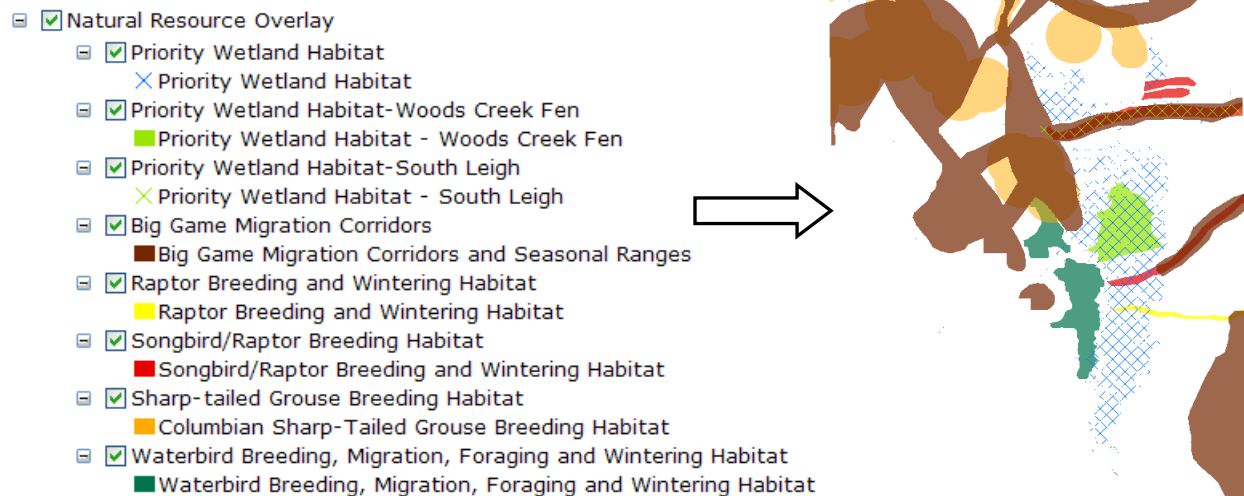 Natural Resource Overlay
Priority Wetland Habitat
Priority Wetland Habitat
Priority Wetland Habitat-Woods Creek Fen
Priority Wetland Habitat - Woods Creek Fen
Priority Wetland Habitat-South Leigh
Priority Wetland Habitat - South Leigh
Big Game Migration Corridors
Big Game Migration Corridors and Seasonal Ranges
Raptor Breeding and Wintering Habitat
Raptor Breeding and Wintering Habitat
Songbird/Raptor Breeding Habitat
Songbird/Raptor Breeding and Wintering Habitat
Sharp-tailed Grouse Breeding Habitat
Columbian Sharp-Tailed Grouse Breeding Habitat
Waterbird Breeding, Migration, Foraging and Wintering Habitat
Waterbird Breeding, Migration, Foraging and Wintering Habitat